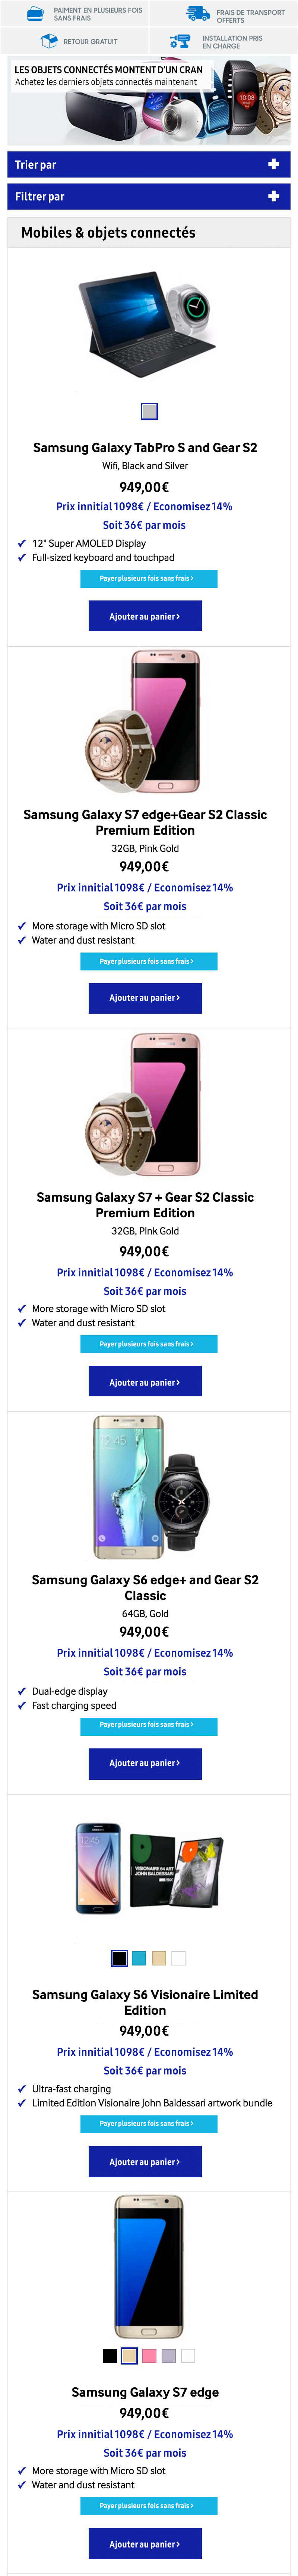 PAIMENT EN PLUSIEURS FOIS
SANS FRAIS
FRAIS DE TRANSPORT
OFFERTS
RETOUR GRATUIT
INSTALLATION PRIS
EN CHARGE
LES OBJETS CONNECTÉS MONTENT D'UN CRAN
Achetez les derniers objets connectés maintenant
10:08
Trier par
Filtrer par
Mobiles & objets connectés
Samsung Galaxy TabPro S and Gear S2
Wifi, Black and Silver
949,00€
Prix innitial 1098€ / Economisez 14%
Soit 36€ par mois
12" Super AMOLED Display
Full-sized keyboard and touchpad
Payer plusieurs fois sans frais >
Ajouter au panier >
Samsung Galaxy S7 edge+Gear S2 Classic
Premium Edition
32GB, Pink Gold
949,00€
Prix innitial 1098€ / Economisez 14%
Soit 36€ par mois
More storage with Micro SD slot
Water and dust resistant
Payer plusieurs fois sans frais >
Ajouter au panier >
Samsung Galaxy S7 + Gear S2 Classic
Premium Edition
32GB, Pink Gold
949,00€
Prix innitial 1098€ / Economisez 14%
Soit 36€ par mois
More storage with Micro SD slot
Water and dust resistant
Payer plusieurs fois sans frais >
Ajouter au panier >
12:45
Samsung Galaxy S6 edge+ and Gear S2
Classic
64GB, Gold
949,00€
Prix innitial 1098€ / Economisez 14%
Soit 36€ par mois
Dual-edge display
Fast charging speed
Payer plusieurs fois sans frais >
Ajouter au panier >
12:45
VISIONAIRE 64 ART
JOHN BALDESSARI
Samsung Galaxy S6 Visionaire Limited
Edition
949,00€
Prix innitial 1098€ / Economisez 14%
Soit 36€ par mois
Ultra-fast charging
Limited Edition Visionaire John Baldessari artwork bundle
Payer plusieurs fois sans frais >
Ajouter au panier >
Samsung Galaxy S7 edge
949,00€
Prix innitial 1098€ / Economisez 14%
Soit 36€ par mois
More storage with Micro SD slot
Water and dust resistant
Payer plusieurs fois sans frais >
Ajouter au panier >